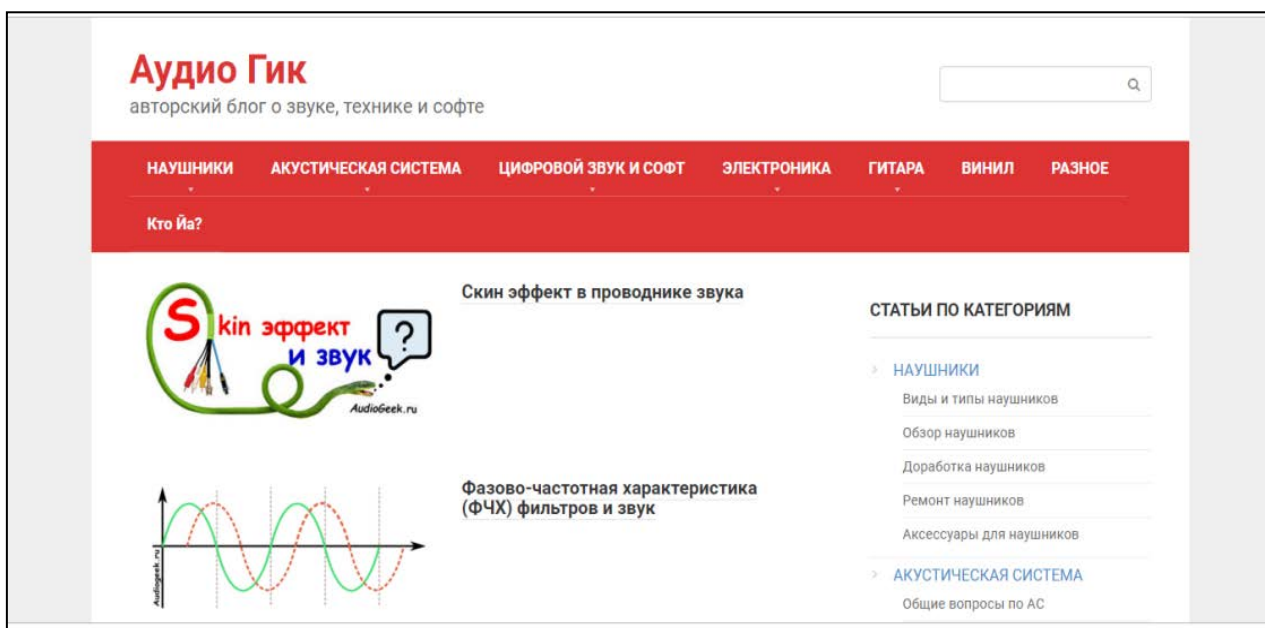 Аудио Гик
авторский блог о звуке, технике и софте
НАУШНИКИ АКУСТИЧЕСКАЯ СИСТЕМА ЦИФРОВОЙ ЗВУК И СОФТ ЭЛЕКТРОНИКА ГИТАРА ВИНИЛ РАЗНОЕ
Кто Йа?
Skin эффект
и звук
?
AudioGeek.ru
Скин эффект в проводнике звука
Audiogeek.ru
Фазово-частотная характеристика
(ФЧХ) фильтров и звук
СТАТЬИ ПО КАТЕГОРИЯМ
НАУШНИКИ
Виды и типы наушников
Обзор наушников
Доработка наушников
Ремонт наушников
Аксессуары для наушников
АКУСТИЧЕСКАЯ СИСТЕМА
Общие вопросы по АС